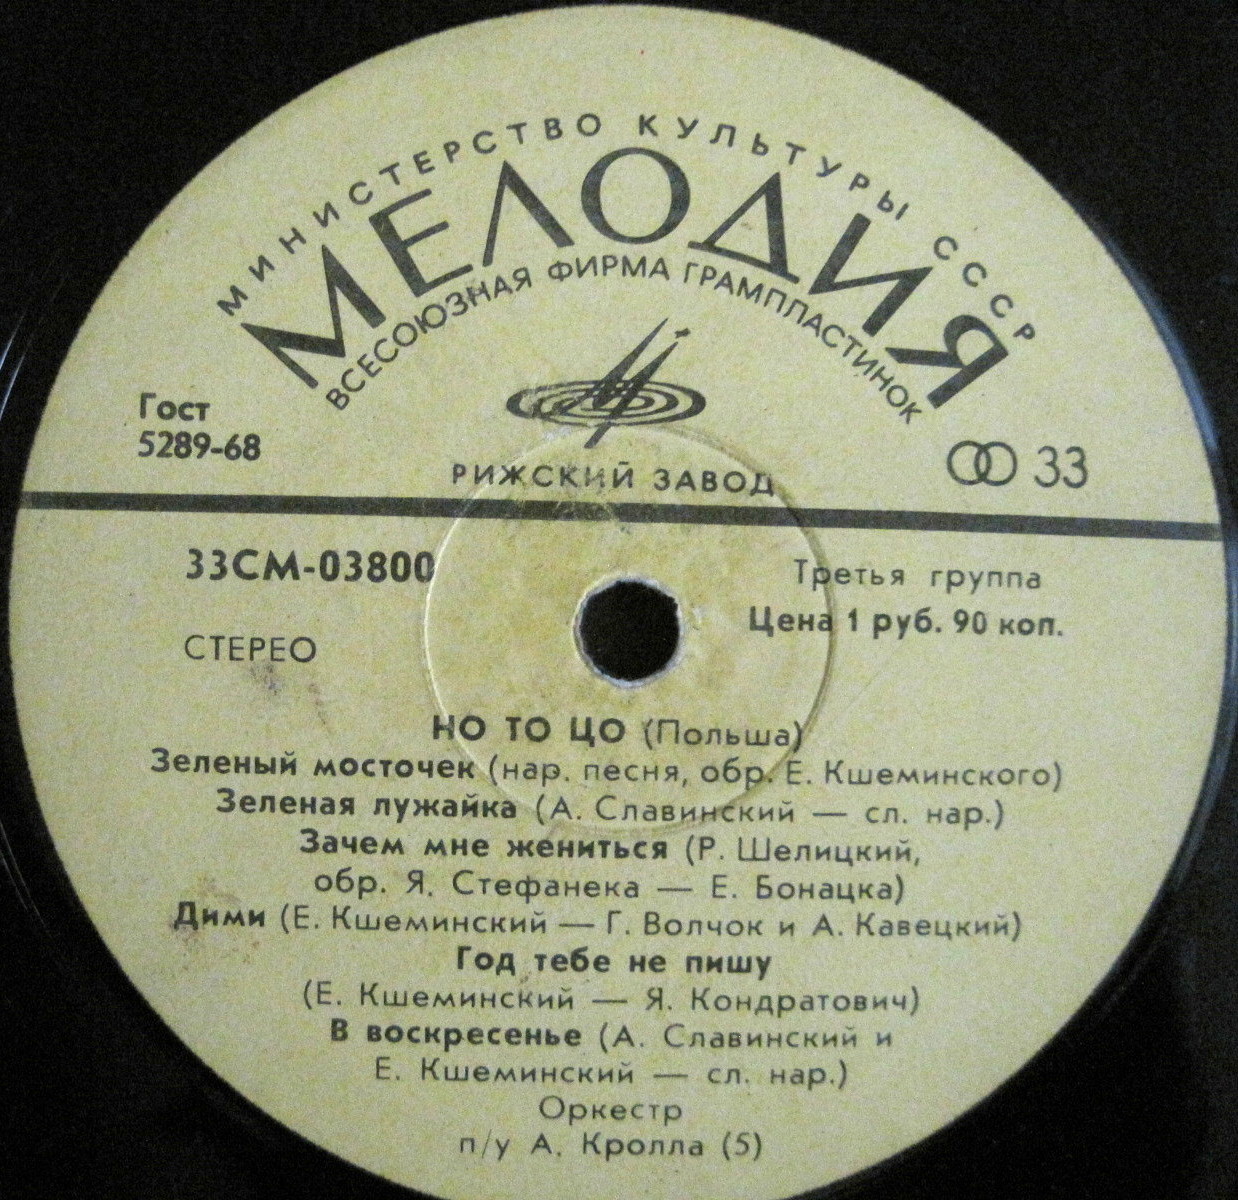 МИНИСТЕРСТВО КУЛЬТУРЫ СССР
МЕЛОДИЯ
ВСЕСОЮЗНАЯ ФИРМА ГРАМПЛАСТИНОК
Гост
5289-68
РИЖСКИЙ ЗАВОД
33
33СМ-03800
Третья группа
Цена 1 руб. 90 коп.
СТЕРЕО
НО ТО ЦО (Польша)
Зеленый мосточек (нар. песня, обр. Е. Кшеминского)
Зеленая лужайка (А. Славинский — сл. нар.)
Зачем мне жениться (Р. Шелицкий,
обр. Я. Стефанека — Е. Бонацка)
Дими (Е. Кшеминский — Г. Волчок и А. Кавецкий)
Год тебе не пишу
(Е. Кшеминский — Я. Кондратович)
В воскресенье (А. Славинский и
Е. Кшеминский — сл. нар.)
Оркестр
п/у А. Кролла (5)